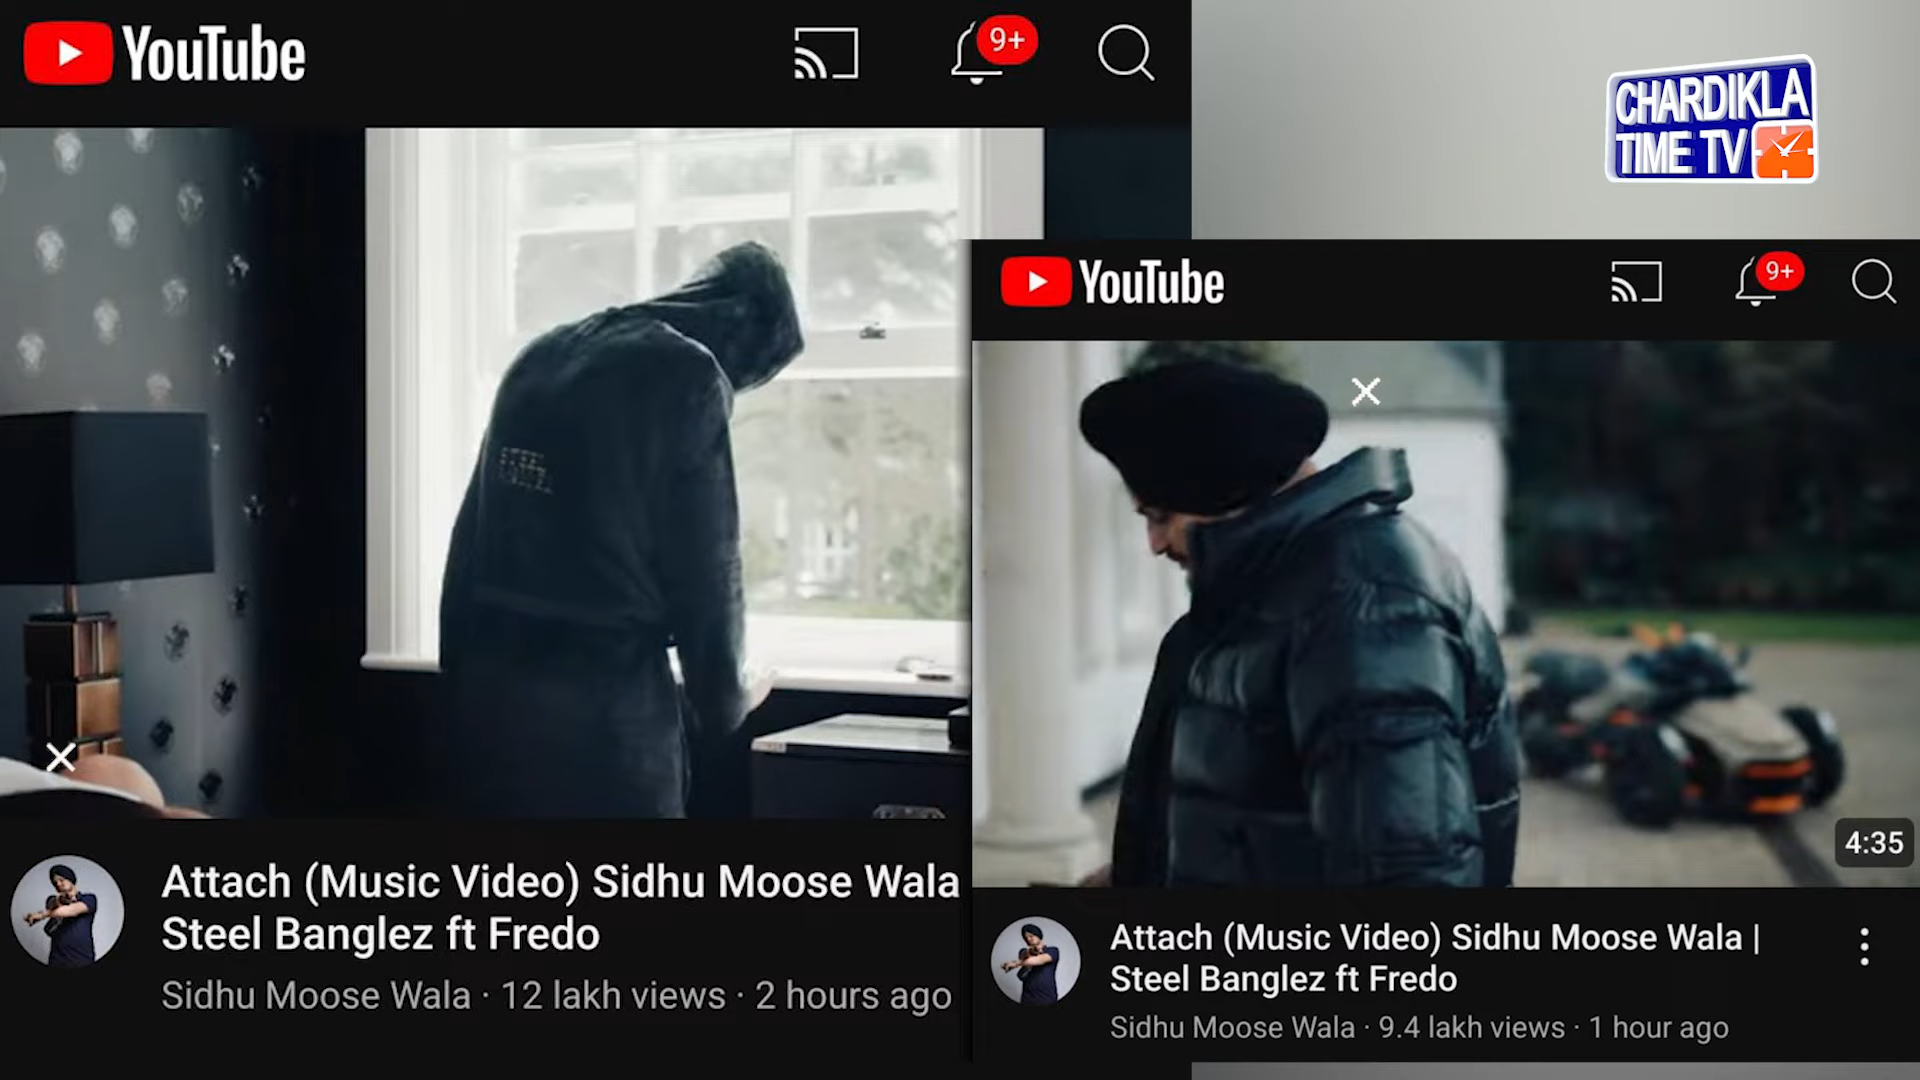 YouTube
9+
CHARDIKLA
TIME TV
YouTube
9+
4:35
Attach (Music Video) Sidhu Moose Wala
Steel Banglez ft Fredo
Sidhu Moose Wala · 12 lakh views · 2 hours ago
Attach (Music Video) Sidhu Moose Wala |
Steel Banglez ft Fredo
Sidhu Moose Wala · 9.4 lakh views · 1 hour ago